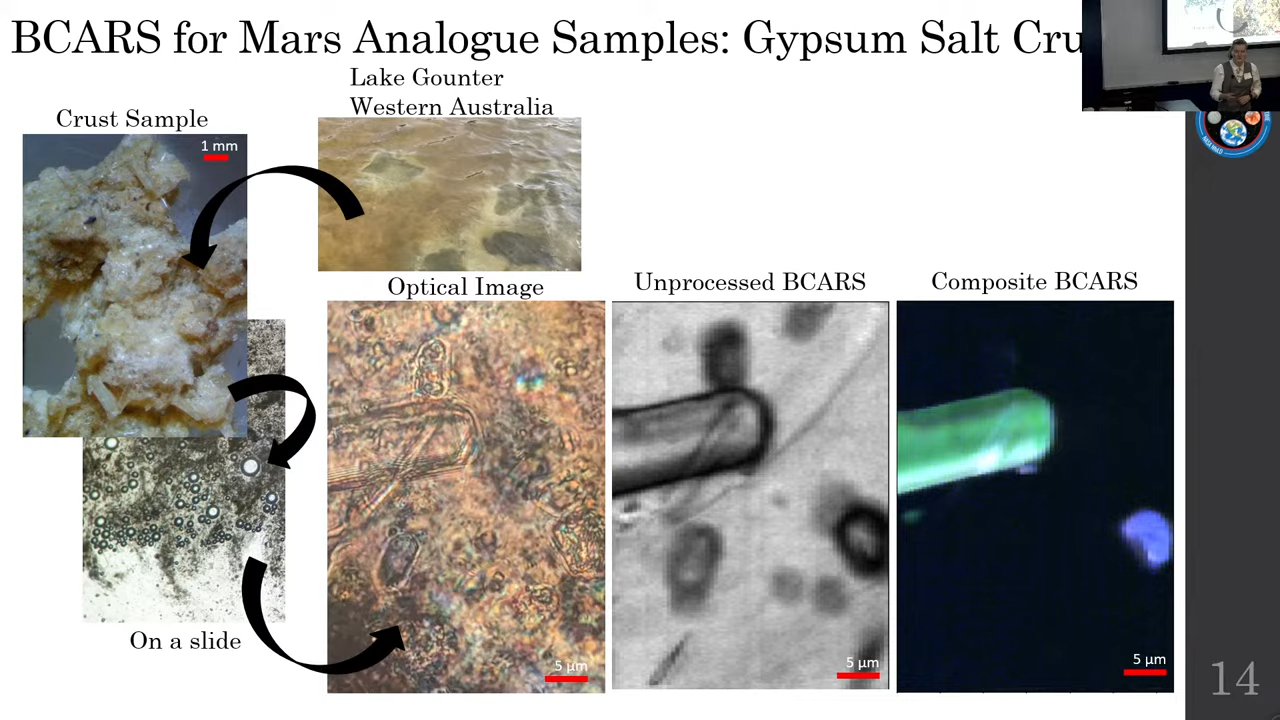 BCARS for Mars Analogue Samples: Gypsum Salt Cru
Lake Gounter
Western Australia
Crust Sample
1 mm
Optical Image
Unprocessed BCARS
Composite BCARS
On a slide
5 µm
5 µm
5 µm
14